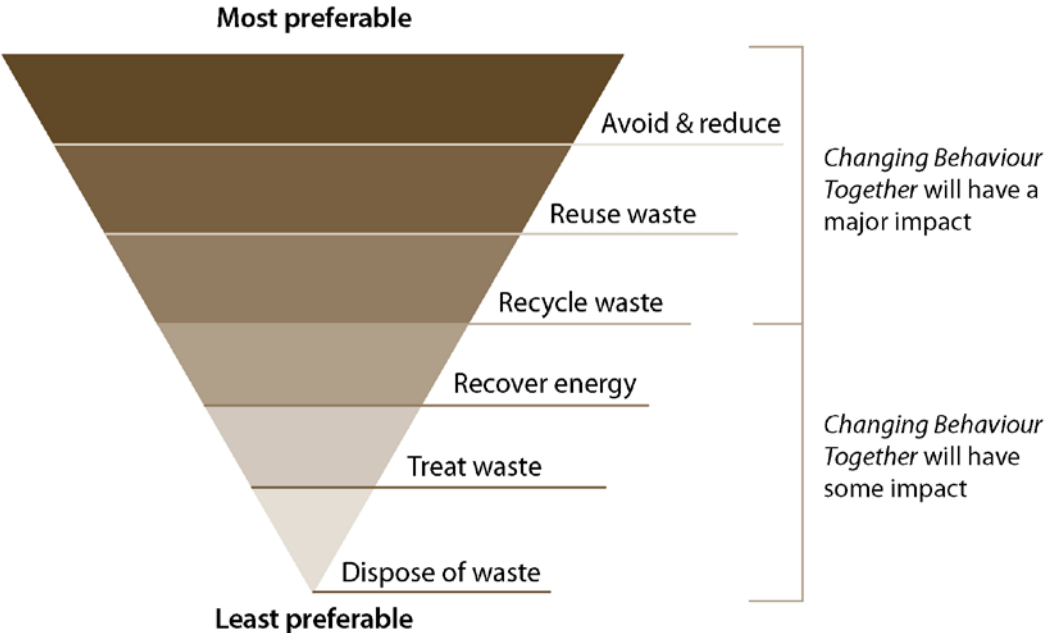 Most preferable
Avoid & reduce
Reuse waste
Recycle waste
Recover energy
Treat waste
Dispose of waste
Least preferable
Changing Behaviour
Together will have a
major impact
Changing Behaviour
Together will have
some impact